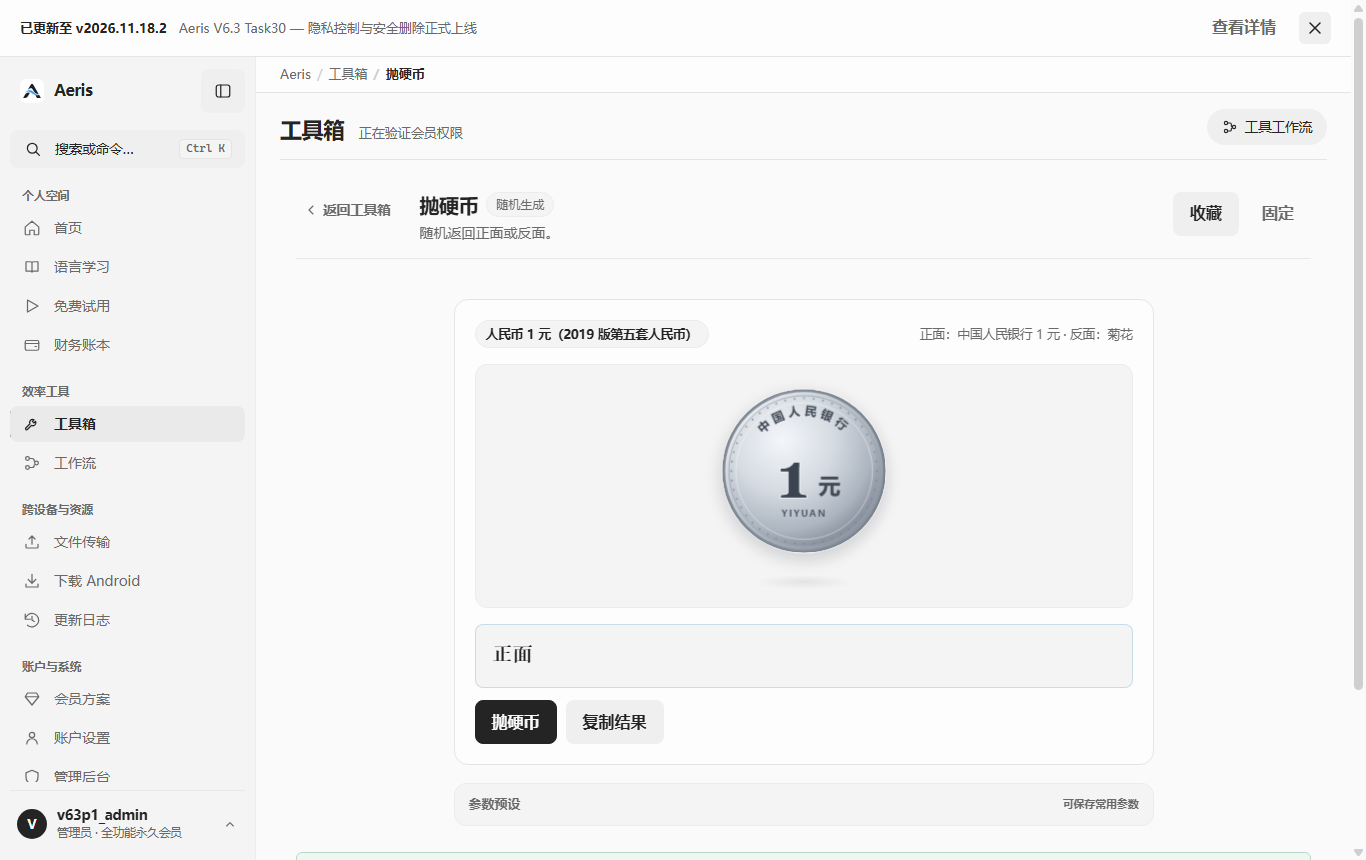 已更新至 v2026.11.18.2 Aeris V6.3 Task30 — 隐私控制与安全删除正式上线
查看详情
Aeris
搜索或命令... Ctrl K
个人空间
首页
语言学习
免费试用
财务账本
效率工具
工具箱
工作流
跨设备与资源
文件传输
下载 Android
更新日志
账户与系统
会员方案
账户设置
管理后台
V
v63p1_admin
管理员 · 全功能永久会员
Aeris / 工具箱 / 抛硬币
工具箱 正在验证会员权限
工具工作流
返回工具箱
抛硬币 随机生成
随机返回正面或反面。
收藏 固定
人民币 1 元（2019 版第五套人民币）
正面：中国人民银行 1 元 · 反面：菊花
中国人民银行
1 元
YIYUAN
正面
抛硬币 复制结果
参数预设 可保存常用参数